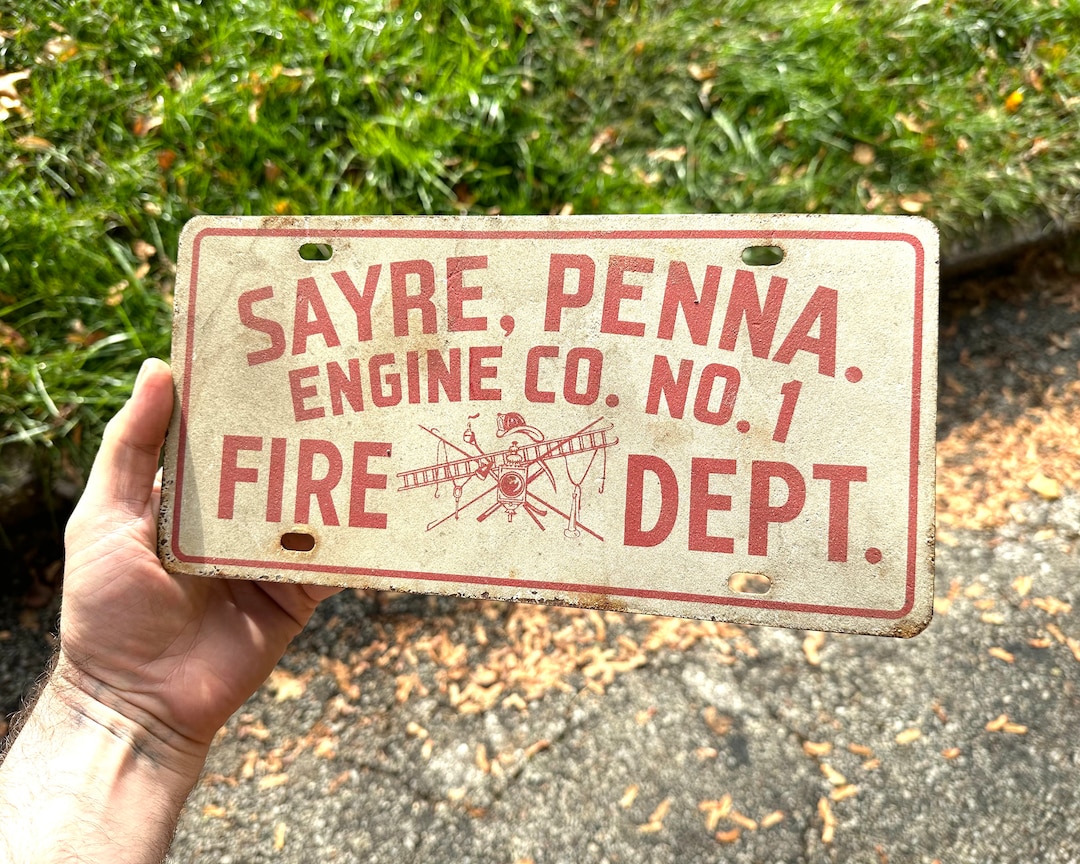 SAYRE, PENNA.
ENGINE CO. NO. 1
FIRE DEPT.